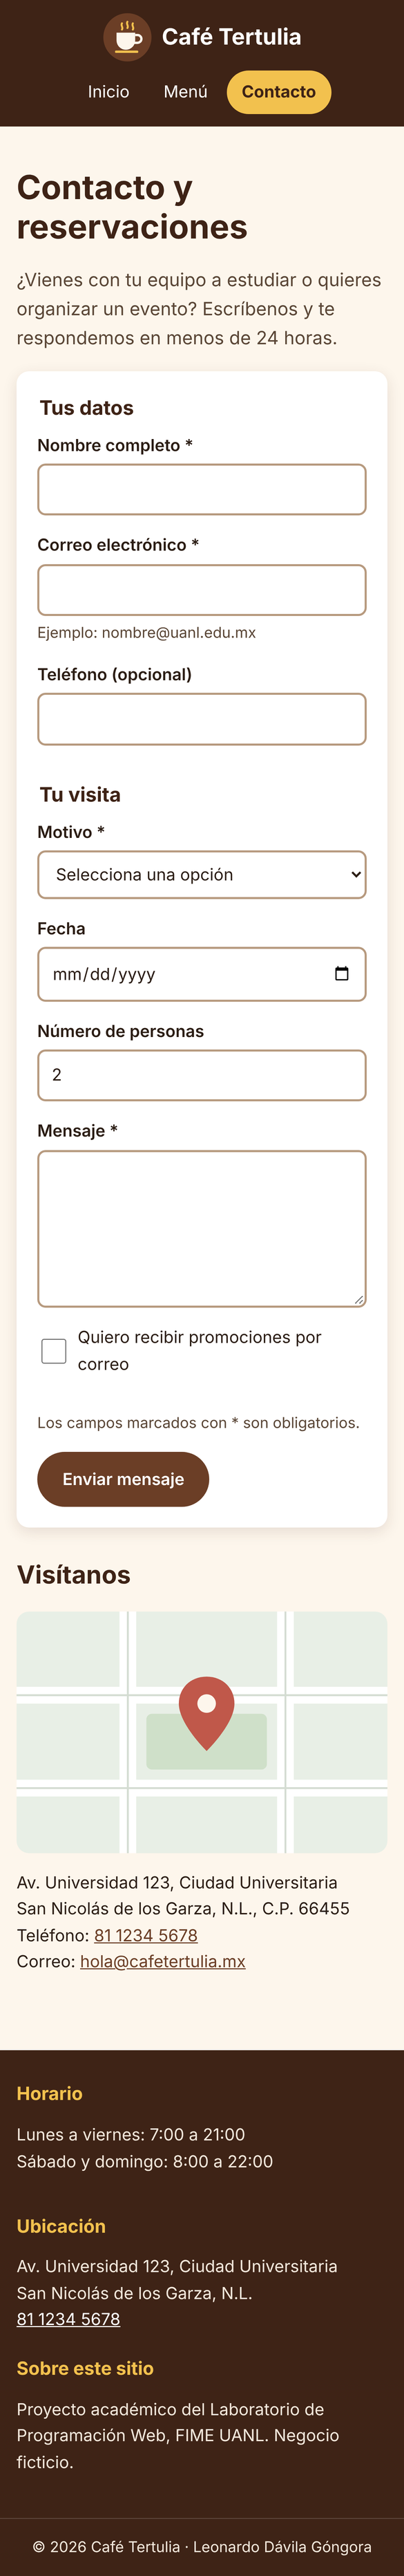 Café Tertulia
Inicio
Menú
Contacto
Contacto y
reservaciones
¿Vienes con tu equipo a estudiar o quieres
organizar un evento? Escríbenos y te
respondemos en menos de 24 horas.
Tus datos
Nombre completo *
Correo electrónico *
Ejemplo: nombre@uanl.edu.mx
Teléfono (opcional)
Tu visita
Motivo *
Selecciona una opción
Fecha
mm/dd/yyyy
Número de personas
2
Mensaje *
Quiero recibir promociones por
correo
Los campos marcados con * son obligatorios.
Enviar mensaje
Visítanos
Av. Universidad 123, Ciudad Universitaria
San Nicolás de los Garza, N.L., C.P. 66455
Teléfono: 81 1234 5678
Correo: hola@cafetertulia.mx
Horario
Lunes a viernes: 7:00 a 21:00
Sábado y domingo: 8:00 a 22:00
Ubicación
Av. Universidad 123, Ciudad Universitaria
San Nicolás de los Garza, N.L.
81 1234 5678
Sobre este sitio
Proyecto académico del Laboratorio de
Programación Web, FIME UANL. Negocio
ficticio.
© 2026 Café Tertulia · Leonardo Dávila Góngora